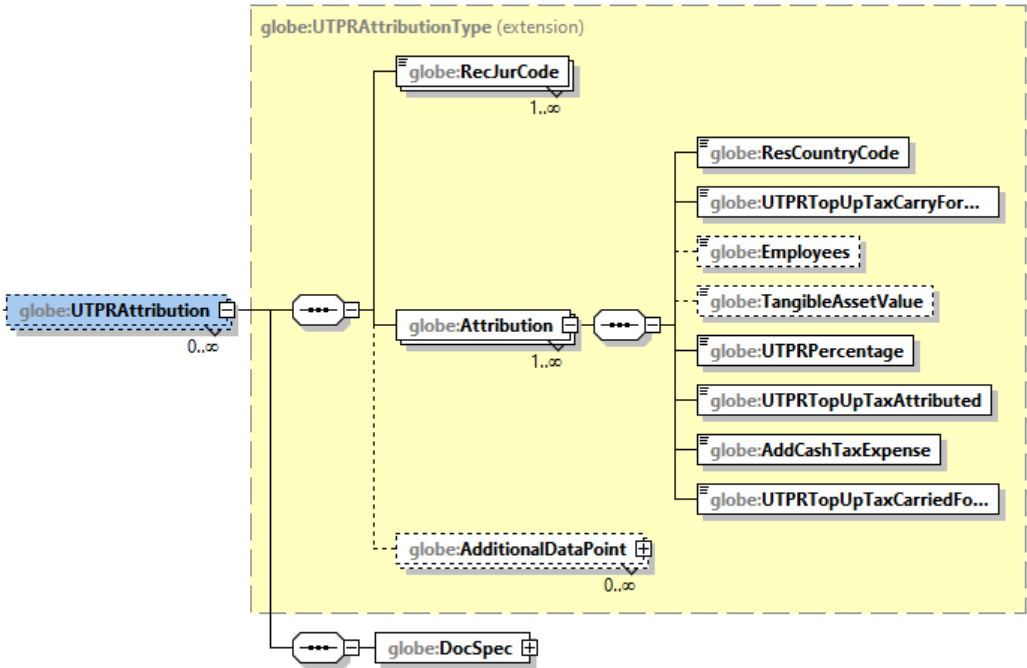 globe:UTPRAttributionType (extension)
globe:RecJurCode
1..∞
globe:ResCountryCode
globe:UTPRTopUpTaxCarryFor...
globe:Employees
globe:TangibleAssetValue
globe:UTPRAttribution
0..∞
globe:Attribution
1..∞
globe:UTPRPercentage
globe:UTPRTopUpTaxAttributed
globe:AddCashTaxExpense
globe:UTPRTopUpTaxCarriedFo...
globe:AdditionalDataPoint
0..∞
globe:DocSpec